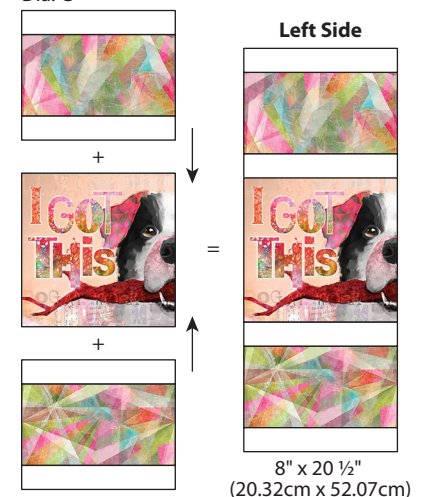 Left Side
+
I GOT
THis
=
I GOT
THis
+
8" x 20 ½"
(20.32cm x 52.07cm)